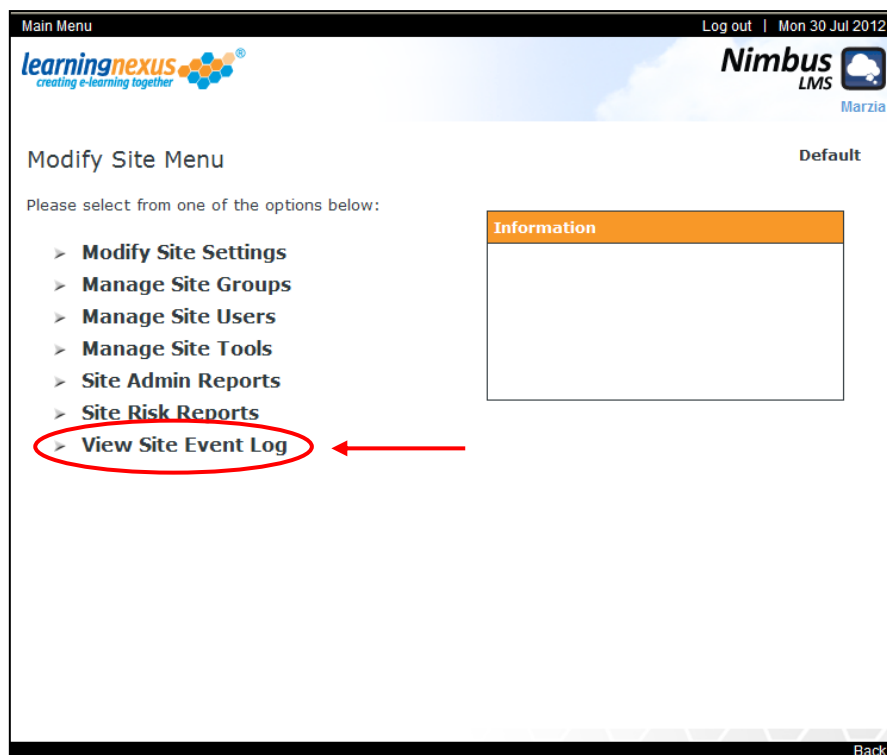 Main Menu
Log out | Mon 30 Jul 2012
learningnexus®
creating e-learning together
Nimbus
LMS
Marzia
Modify Site Menu
Default
Please select from one of the options below:
Information
Modify Site Settings
Manage Site Groups
Manage Site Users
Manage Site Tools
Site Admin Reports
Site Risk Reports
View Site Event Log
Back